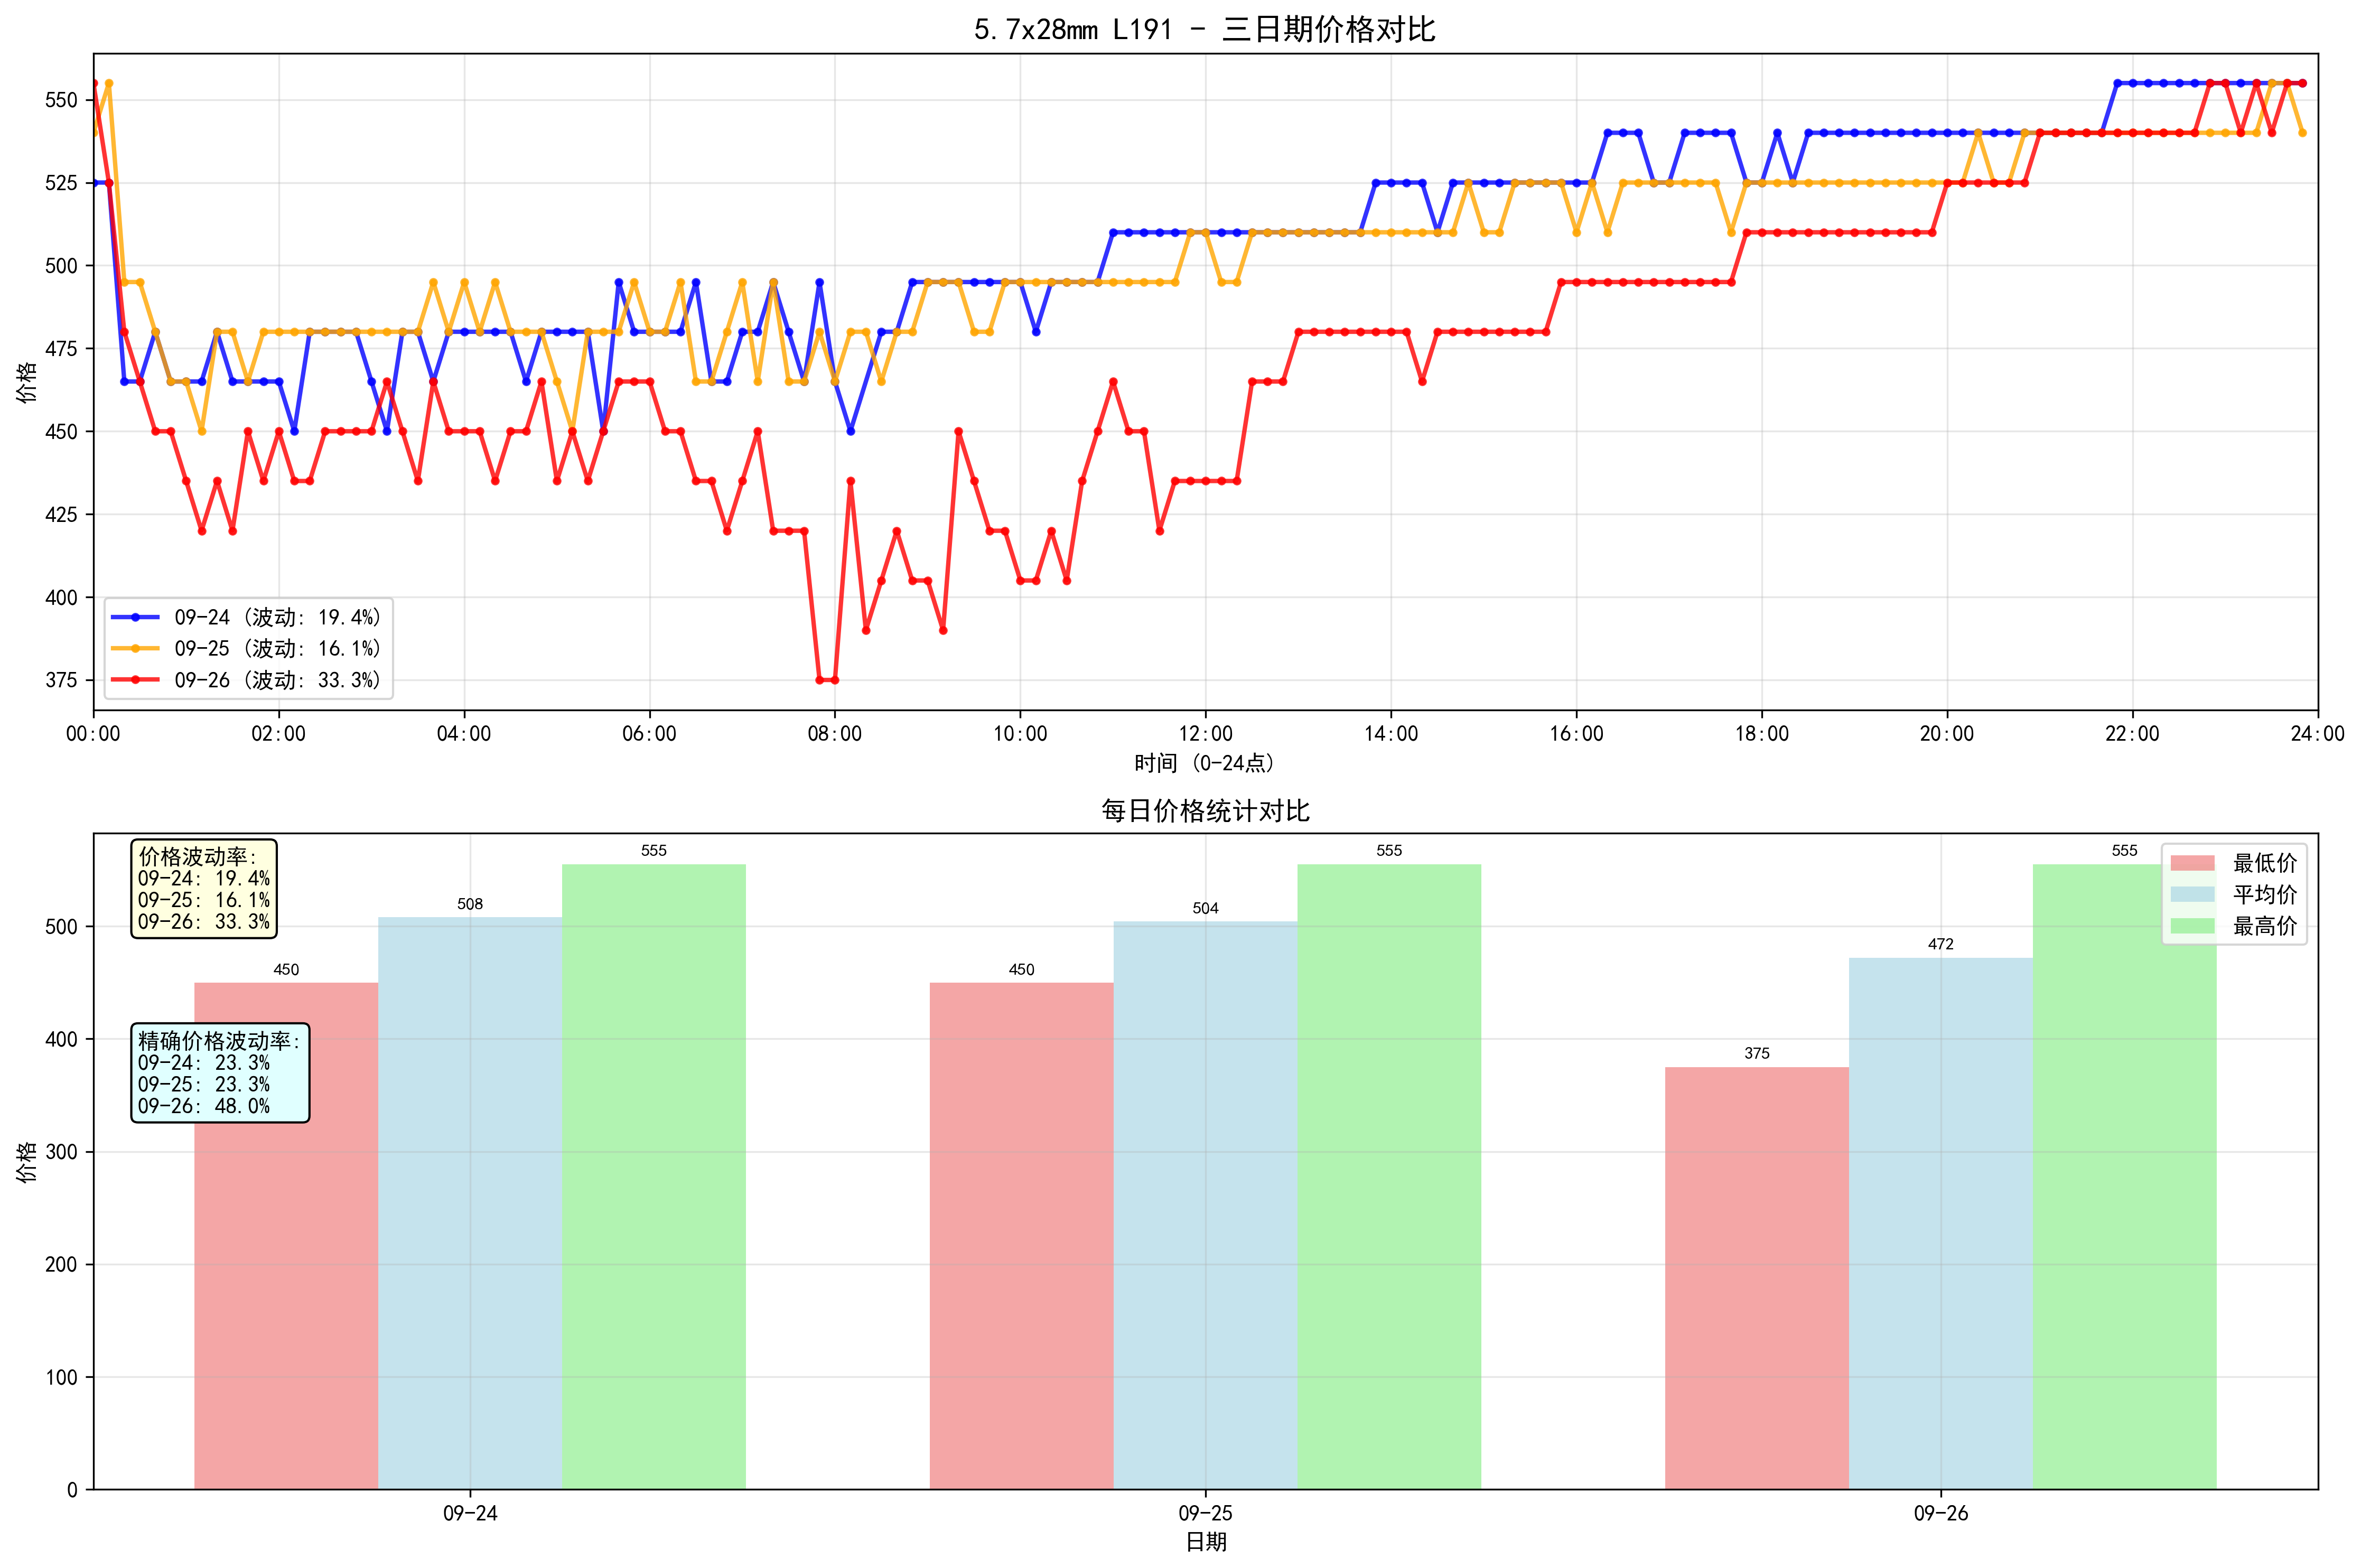 5.7x28mm L191 - 三日期价格对比
价格
550
525
500
475
450
425
400
375
09-24 (波动: 19.4%)
09-25 (波动: 16.1%)
09-26 (波动: 33.3%)
00:00 02:00 04:00 06:00 08:00 10:00 12:00 14:00 16:00 18:00 20:00 22:00 24:00
时间 (0-24点)
每日价格统计对比
价格
500
400
300
200
100
0
价格波动率:
09-24: 19.4%
09-25: 16.1%
09-26: 33.3%
精确价格波动率:
09-24: 23.3%
09-25: 23.3%
09-26: 48.0%
450
508
555
450
504
555
375
472
555
最低价
平均价
最高价
09-24 09-25 09-26
日期